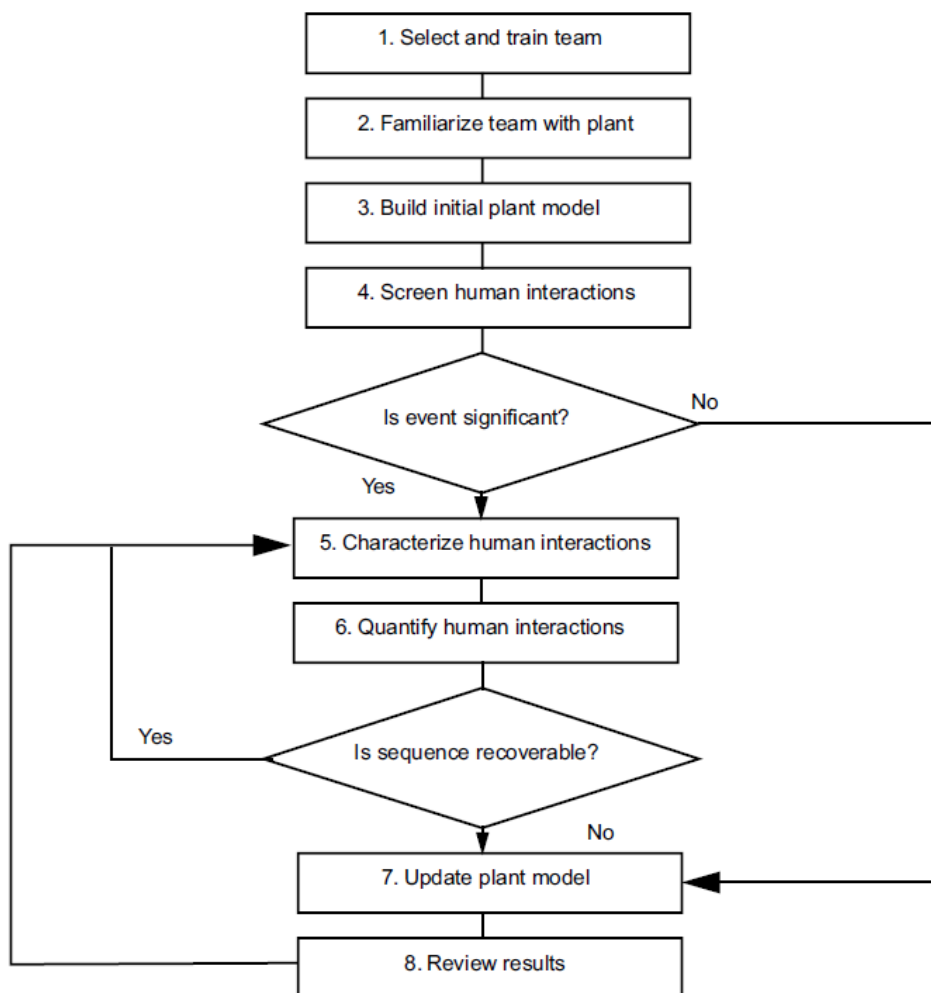 1. Select and train team
2. Familiarize team with plant
3. Build initial plant model
4. Screen human interactions
Is event significant?
No
Yes
5. Characterize human interactions
6. Quantify human interactions
Yes
Is sequence recoverable?
No
7. Update plant model
8. Review results